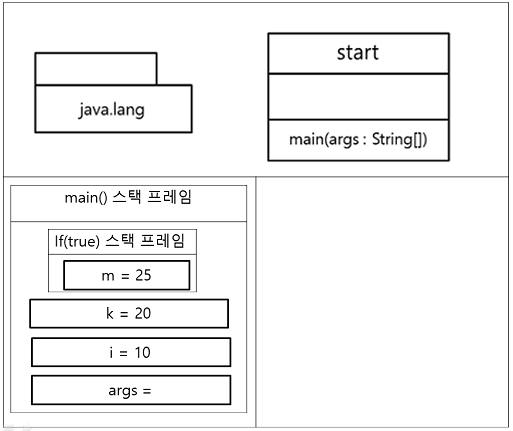 start
java.lang
main(args : String[])
main() 스택 프레임
If(true) 스택 프레임
m = 25
k = 20
i = 10
args =